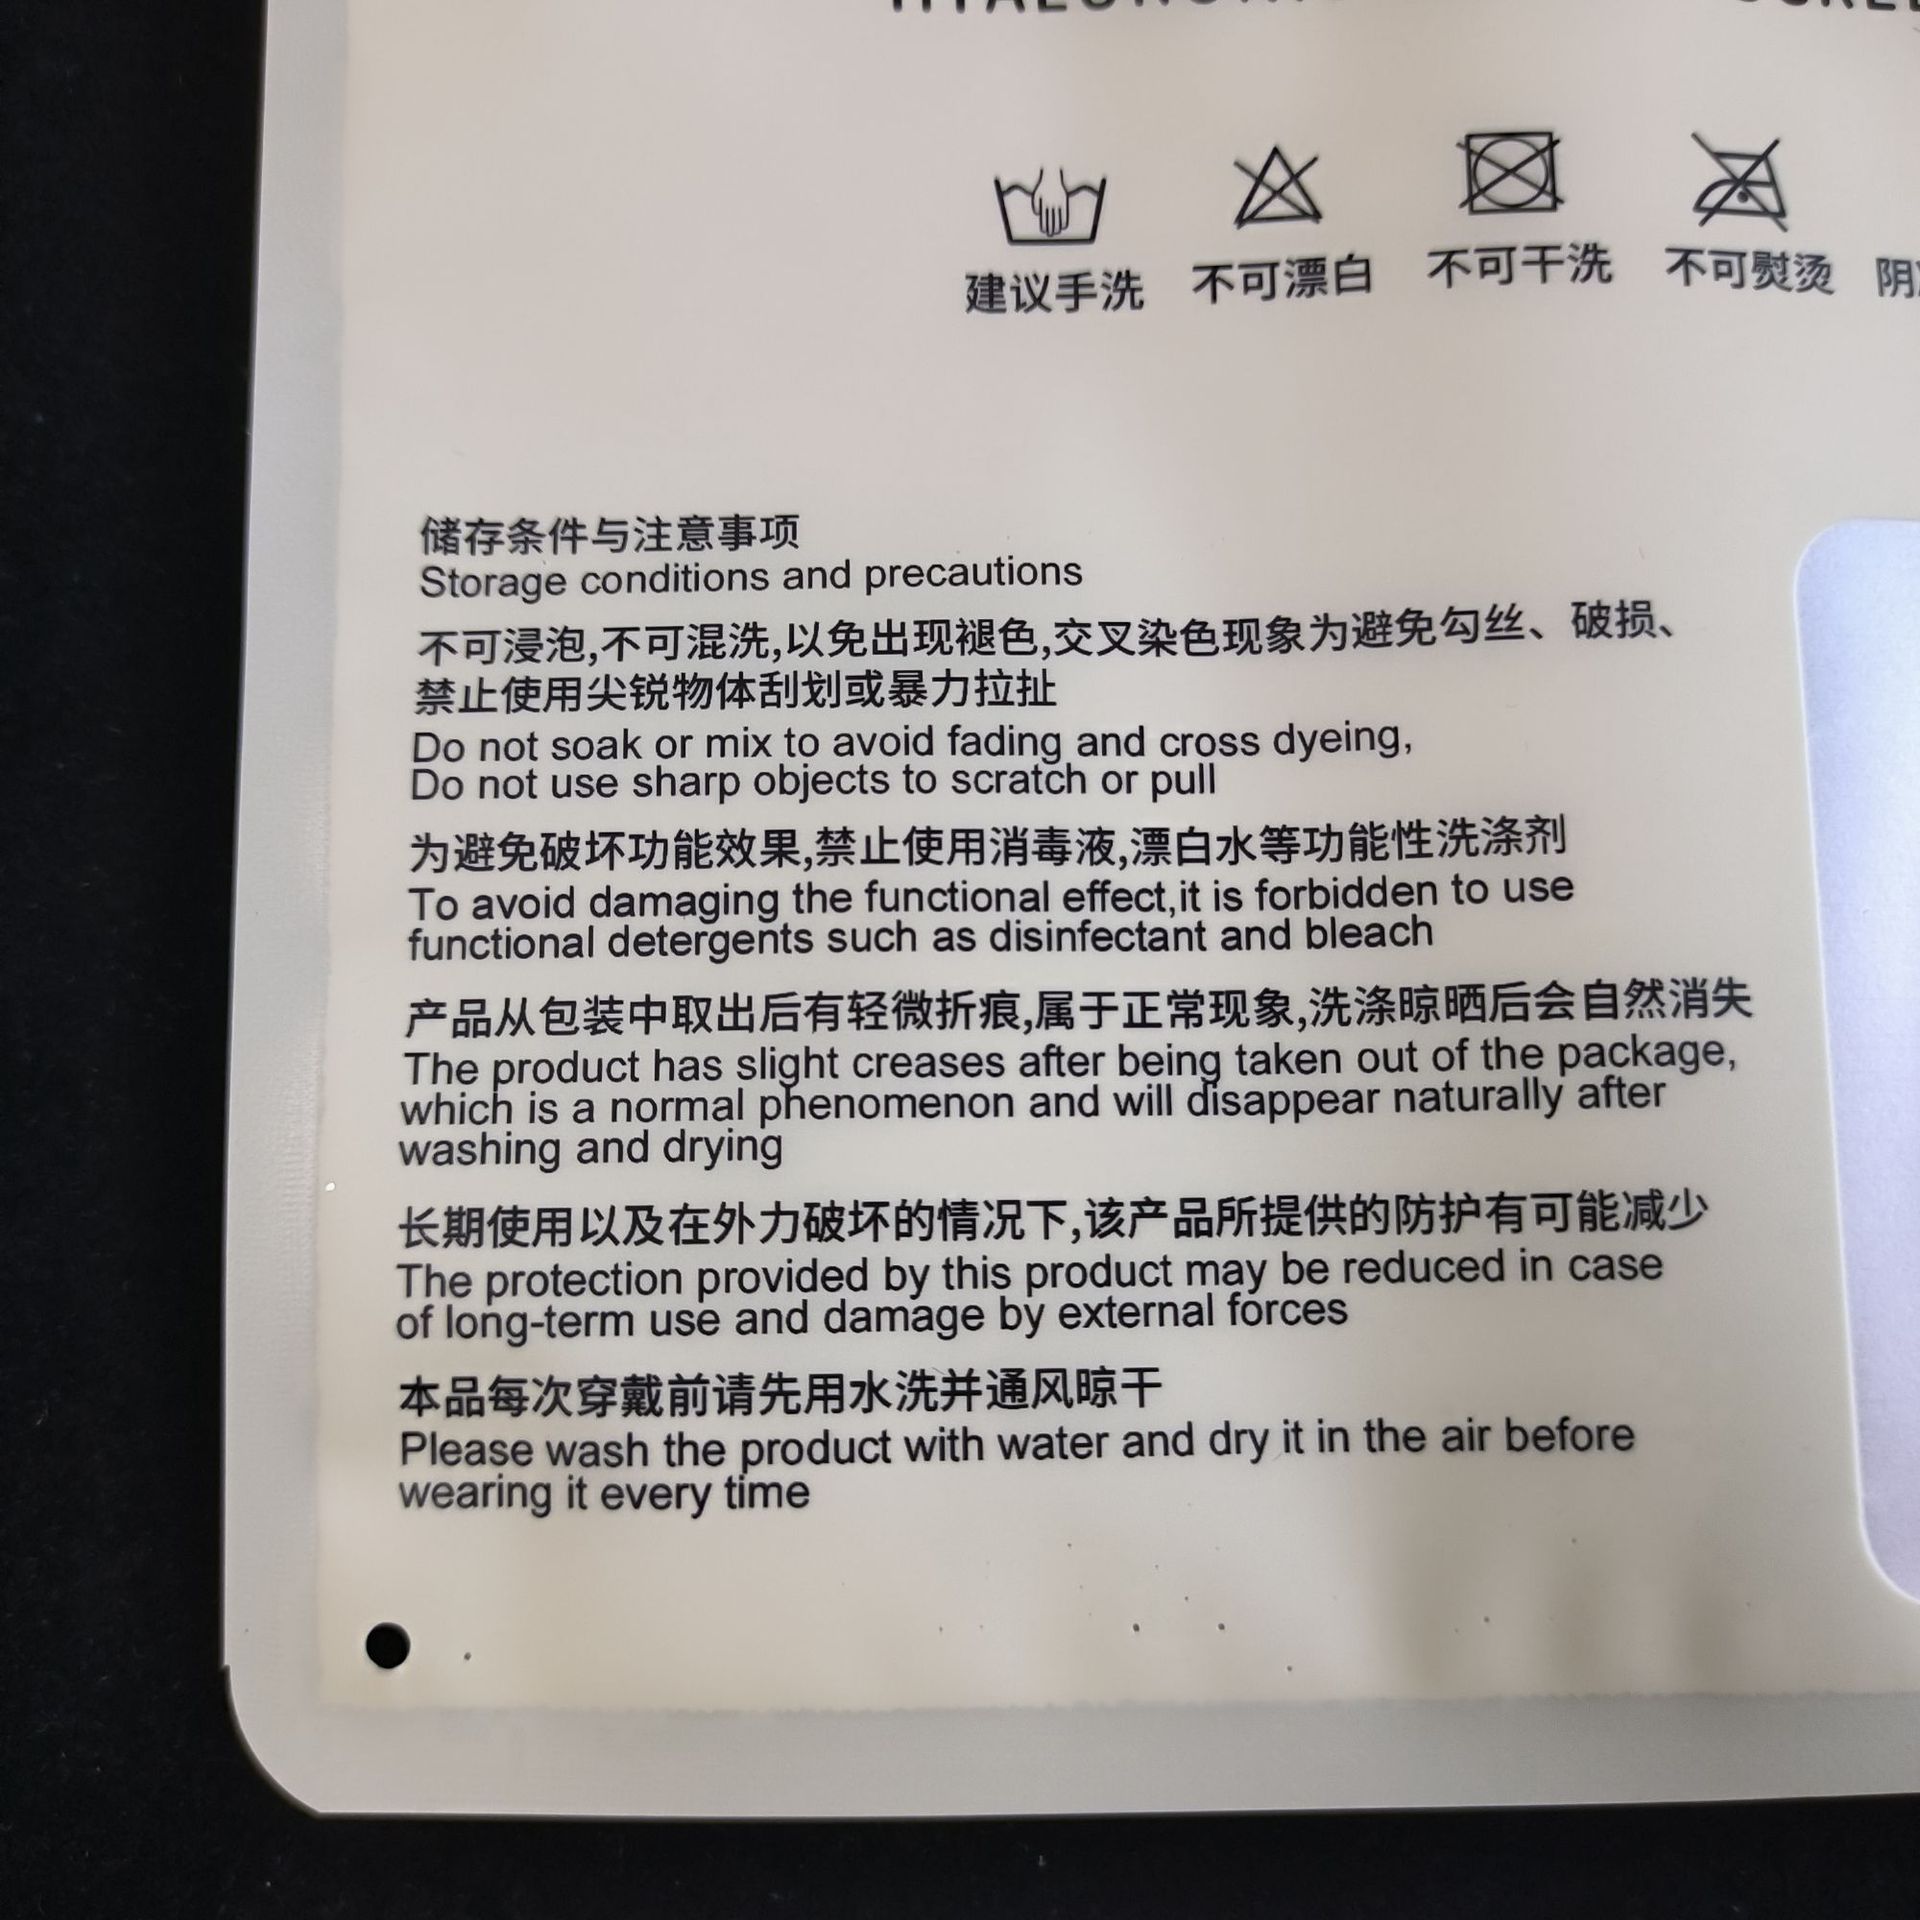 建议手洗 不可漂白 不可干洗 不可熨烫
储存条件与注意事项
Storage conditions and precautions
不可浸泡,不可混洗,以免出现褪色,交叉染色现象为避免勾丝、破损、
禁止使用尖锐物体刮划或暴力拉扯
Do not soak or mix to avoid fading and cross dyeing,
Do not use sharp objects to scratch or pull
为避免破坏功能效果,禁止使用消毒液,漂白水等功能性洗涤剂
To avoid damaging the functional effect,it is forbidden to use
functional detergents such as disinfectant and bleach
产品从包装中取出后有轻微折痕,属于正常现象,洗涤晾晒后会自然消失
The product has slight creases after being taken out of the package,
which is a normal phenomenon and will disappear naturally after
washing and drying
长期使用以及在外力破坏的情况下,该产品所提供的防护有可能减少
The protection provided by this product may be reduced in case
of long-term use and damage by external forces
本品每次穿戴前请先用水洗并通风晾干
Please wash the product with water and dry it in the air before
wearing it every time